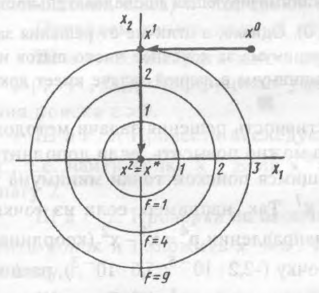 x₂
x¹
x⁰
2
1
x²=x*
1
2
3
x₁
f=1
f=4
f=9